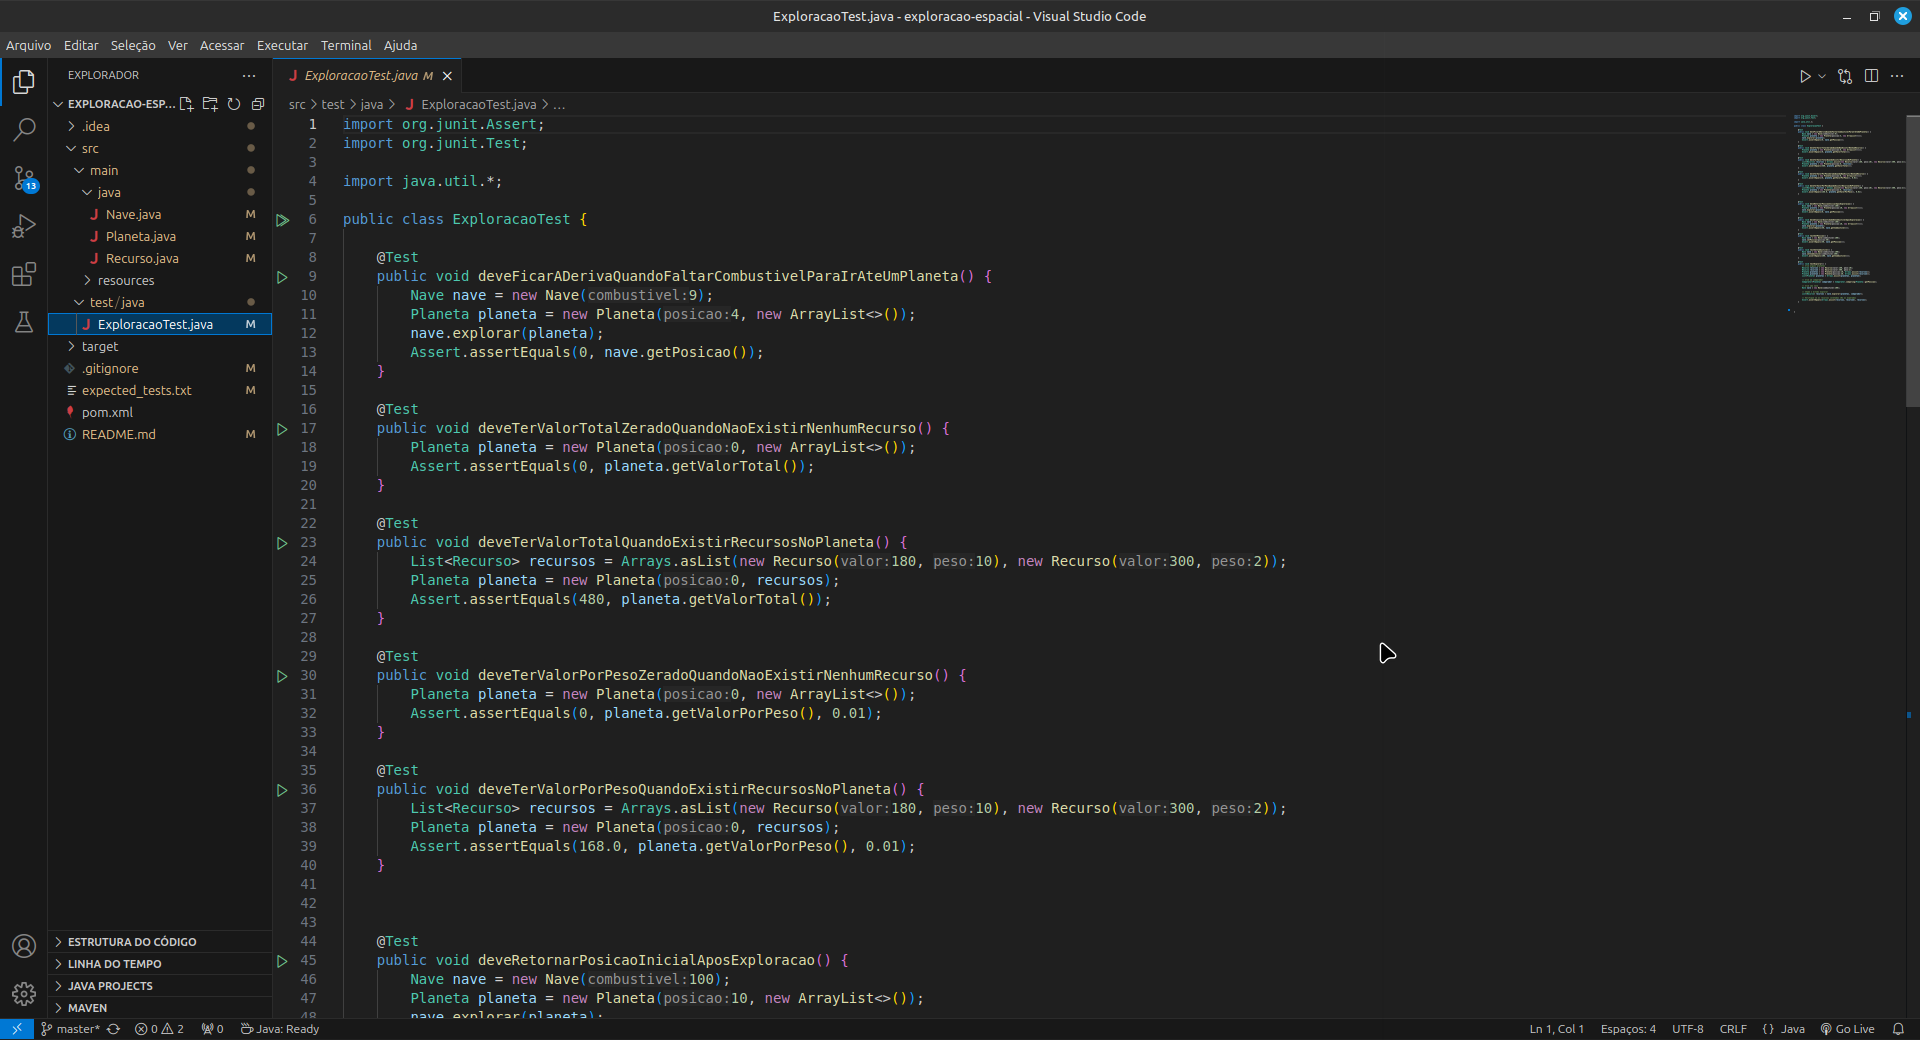 ExploracaoTest.java - exploracao-espacial - Visual Studio Code
Arquivo Editar Seleção Ver Acessar Executar Terminal Ajuda
EXPLORADOR
EXPLORACAO-ESP...
.idea
src
main
java
Nave.java M
Planeta.java M
Recurso.java M
resources
test/java
ExploracaoTest.java M
target
.gitignore M
expected_tests.txt M
pom.xml
README.md M
13
ESTRUTURA DO CÓDIGO
LINHA DO TEMPO
JAVA PROJECTS
MAVEN
ExploracaoTest.java M
src > test > java > ExploracaoTest.java > ...
1 import org.junit.Assert;
2 import org.junit.Test;
3
4 import java.util.*;
5
6 public class ExploracaoTest {
7
8 @Test
9 public void deveFicarADerivaQuandoFaltarCombustivelParaIrAteUmPlaneta() {
10 Nave nave = new Nave(combustivel:9);
11 Planeta planeta = new Planeta(posicao:4, new ArrayList<>());
12 nave.explorar(planeta);
13 Assert.assertEquals(0, nave.getPosicao());
14 }
15
16 @Test
17 public void deveTerValorTotalZeradoQuandoNaoExistirNenhumRecurso() {
18 Planeta planeta = new Planeta(posicao:0, new ArrayList<>());
19 Assert.assertEquals(0, planeta.getValorTotal());
20 }
21
22 @Test
23 public void deveTerValorTotalQuandoExistirRecursosNoPlaneta() {
24 List<Recurso> recursos = Arrays.asList(new Recurso(valor:180, peso:10), new Recurso(valor:300, peso:2));
25 Planeta planeta = new Planeta(posicao:0, recursos);
26 Assert.assertEquals(480, planeta.getValorTotal());
27 }
28
29 @Test
30 public void deveTerValorPorPesoZeradoQuandoNaoExistirNenhumRecurso() {
31 Planeta planeta = new Planeta(posicao:0, new ArrayList<>());
32 Assert.assertEquals(0, planeta.getValorPorPeso(), 0.01);
33 }
34
35 @Test
36 public void deveTerValorPorPesoQuandoExistirRecursosNoPlaneta() {
37 List<Recurso> recursos = Arrays.asList(new Recurso(valor:180, peso:10), new Recurso(valor:300, peso:2));
38 Planeta planeta = new Planeta(posicao:0, recursos);
39 Assert.assertEquals(168.0, planeta.getValorPorPeso(), 0.01);
40 }
41
42
43
44 @Test
45 public void deveRetornarPosicaoInicialAposExploracao() {
46 Nave nave = new Nave(combustivel:100);
47 Planeta planeta = new Planeta(posicao:10, new ArrayList<>());
48 nave.explorar(planeta);
master* 0 2 0 Java: Ready Ln 1, Col 1 Espaços: 4 UTF-8 CRLF {} Java Go Live